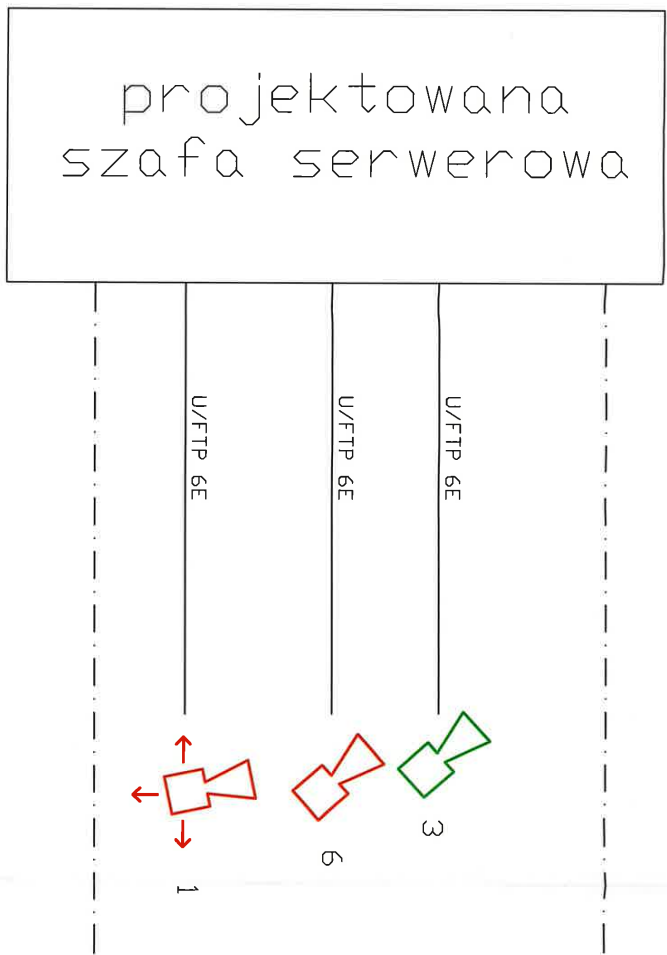 projektowana
szafa serwerowa
U/FTP 6E
U/FTP 6E
U/FTP 6E
1
6
3